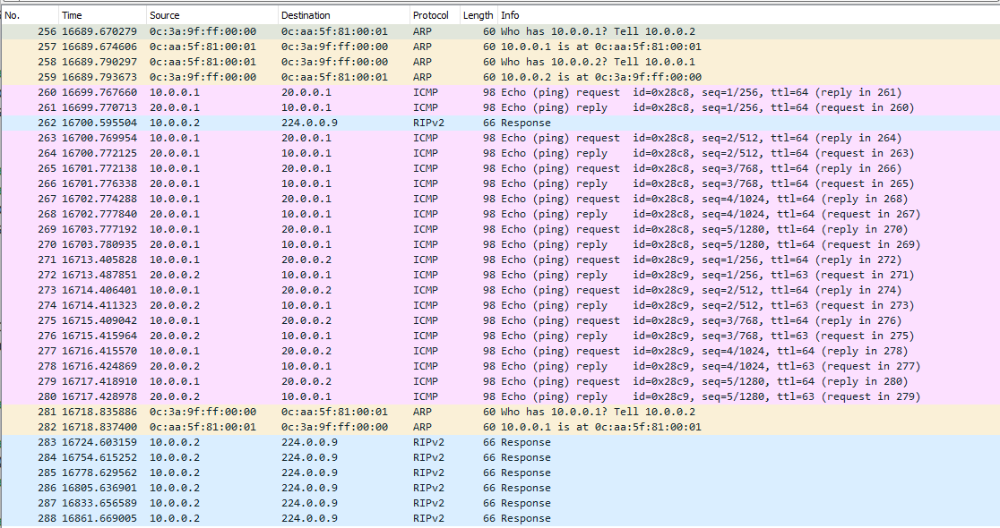 No. Time Source Destination Protocol Length Info
256 16689.670279 0c:3a:9f:ff:00:00 0c:aa:5f:81:00:01 ARP 60 Who has 10.0.0.1? Tell 10.0.0.2
257 16689.674606 0c:aa:5f:81:00:01 0c:3a:9f:ff:00:00 ARP 60 10.0.0.1 is at 0c:aa:5f:81:00:01
258 16689.790297 0c:aa:5f:81:00:01 0c:3a:9f:ff:00:00 ARP 60 Who has 10.0.0.2? Tell 10.0.0.1
259 16689.793673 0c:3a:9f:ff:00:00 0c:aa:5f:81:00:01 ARP 60 10.0.0.2 is at 0c:3a:9f:ff:00:00
260 16699.767660 10.0.0.1 20.0.0.1 ICMP 98 Echo (ping) request id=0x28c8, seq=1/256, ttl=64 (reply in 261)
261 16699.770713 20.0.0.1 10.0.0.1 ICMP 98 Echo (ping) reply id=0x28c8, seq=1/256, ttl=64 (request in 260)
262 16700.595504 10.0.0.2 224.0.0.9 RIPv2 66 Response
263 16700.769954 10.0.0.1 20.0.0.1 ICMP 98 Echo (ping) request id=0x28c8, seq=2/512, ttl=64 (reply in 264)
264 16700.772125 20.0.0.1 10.0.0.1 ICMP 98 Echo (ping) reply id=0x28c8, seq=2/512, ttl=64 (request in 263)
265 16701.772138 10.0.0.1 20.0.0.1 ICMP 98 Echo (ping) request id=0x28c8, seq=3/768, ttl=64 (reply in 266)
266 16701.776338 20.0.0.1 10.0.0.1 ICMP 98 Echo (ping) reply id=0x28c8, seq=3/768, ttl=64 (request in 265)
267 16702.774288 10.0.0.1 20.0.0.1 ICMP 98 Echo (ping) request id=0x28c8, seq=4/1024, ttl=64 (reply in 268)
268 16702.777840 20.0.0.1 10.0.0.1 ICMP 98 Echo (ping) reply id=0x28c8, seq=4/1024, ttl=64 (request in 267)
269 16703.777192 10.0.0.1 20.0.0.1 ICMP 98 Echo (ping) request id=0x28c8, seq=5/1280, ttl=64 (reply in 270)
270 16703.780935 20.0.0.1 10.0.0.1 ICMP 98 Echo (ping) reply id=0x28c8, seq=5/1280, ttl=64 (request in 269)
271 16713.405828 10.0.0.1 20.0.0.2 ICMP 98 Echo (ping) request id=0x28c9, seq=1/256, ttl=64 (reply in 272)
272 16713.487851 20.0.0.2 10.0.0.1 ICMP 98 Echo (ping) reply id=0x28c9, seq=1/256, ttl=63 (request in 271)
273 16714.406401 10.0.0.1 20.0.0.2 ICMP 98 Echo (ping) request id=0x28c9, seq=2/512, ttl=64 (reply in 274)
274 16714.411323 20.0.0.2 10.0.0.1 ICMP 98 Echo (ping) reply id=0x28c9, seq=2/512, ttl=63 (request in 273)
275 16715.409042 10.0.0.1 20.0.0.2 ICMP 98 Echo (ping) request id=0x28c9, seq=3/768, ttl=64 (reply in 276)
276 16715.415964 20.0.0.2 10.0.0.1 ICMP 98 Echo (ping) reply id=0x28c9, seq=3/768, ttl=63 (request in 275)
277 16716.415570 10.0.0.1 20.0.0.2 ICMP 98 Echo (ping) request id=0x28c9, seq=4/1024, ttl=64 (reply in 278)
278 16716.424869 20.0.0.2 10.0.0.1 ICMP 98 Echo (ping) reply id=0x28c9, seq=4/1024, ttl=63 (request in 277)
279 16717.418910 10.0.0.1 20.0.0.2 ICMP 98 Echo (ping) request id=0x28c9, seq=5/1280, ttl=64 (reply in 280)
280 16717.428978 20.0.0.2 10.0.0.1 ICMP 98 Echo (ping) reply id=0x28c9, seq=5/1280, ttl=63 (request in 279)
281 16718.835886 0c:3a:9f:ff:00:00 0c:aa:5f:81:00:01 ARP 60 Who has 10.0.0.1? Tell 10.0.0.2
282 16718.837400 0c:aa:5f:81:00:01 0c:3a:9f:ff:00:00 ARP 60 10.0.0.1 is at 0c:aa:5f:81:00:01
283 16724.603159 10.0.0.2 224.0.0.9 RIPv2 66 Response
284 16754.615252 10.0.0.2 224.0.0.9 RIPv2 66 Response
285 16778.629562 10.0.0.2 224.0.0.9 RIPv2 66 Response
286 16805.636901 10.0.0.2 224.0.0.9 RIPv2 66 Response
287 16833.656589 10.0.0.2 224.0.0.9 RIPv2 66 Response
288 16861.669005 10.0.0.2 224.0.0.9 RIPv2 66 Response